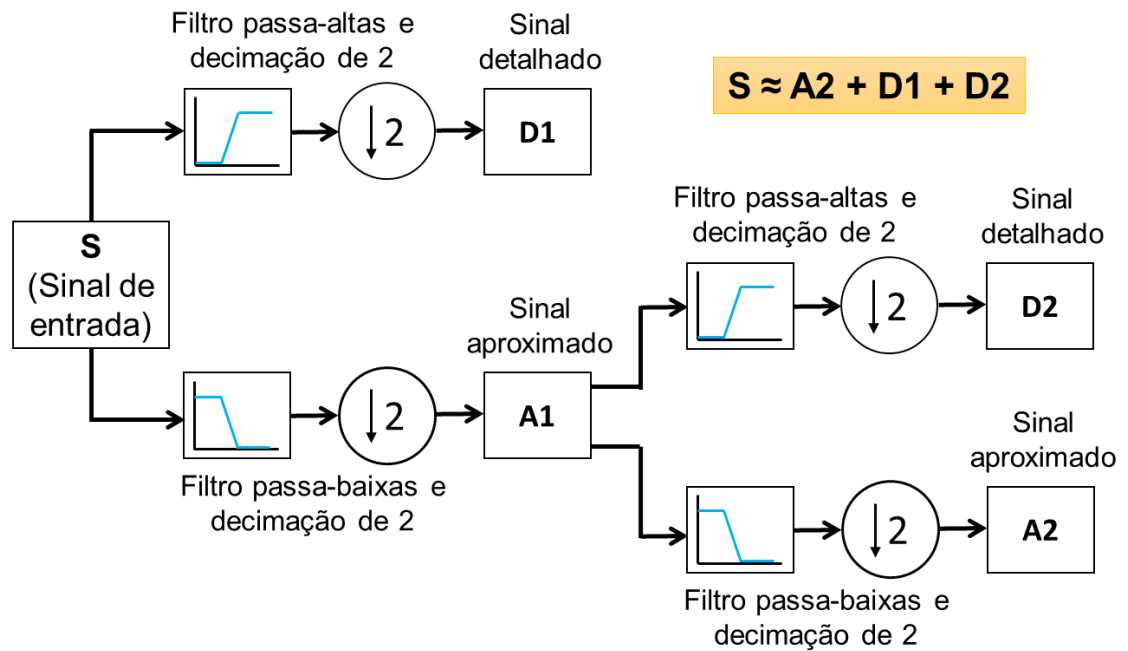 Filtro passa-altas e
decimação de 2
Sinal
detalhado
S ≈ A2 + D1 + D2
↓2
D1
S
(Sinal de
entrada)
Filtro passa-altas e
decimação de 2
Sinal
detalhado
↓2
D2
Sinal
aproximado
↓2
A1
Filtro passa-baixas e
decimação de 2
Sinal
aproximado
↓2
A2
Filtro passa-baixas e
decimação de 2